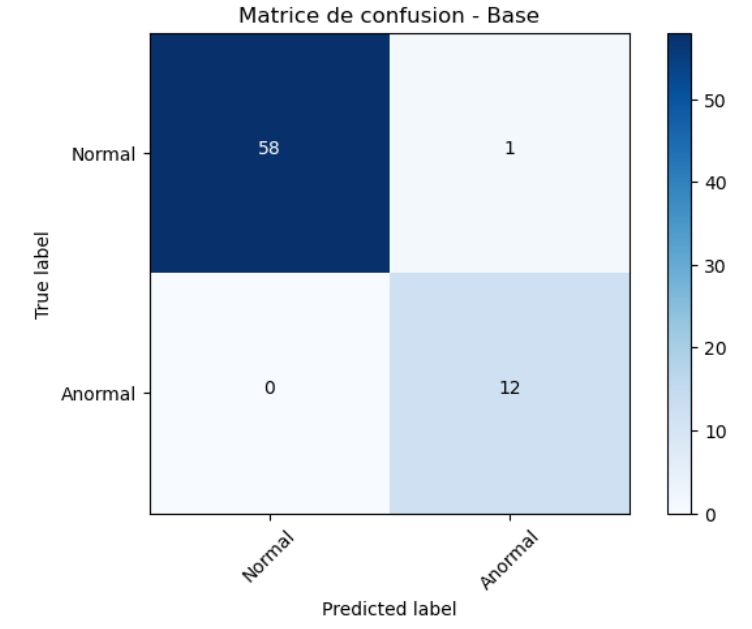 Matrice de confusion - Base
True label
Normal
58
1
Anormal
0
12
Normal
Anormal
Predicted label
50
40
30
20
10
0